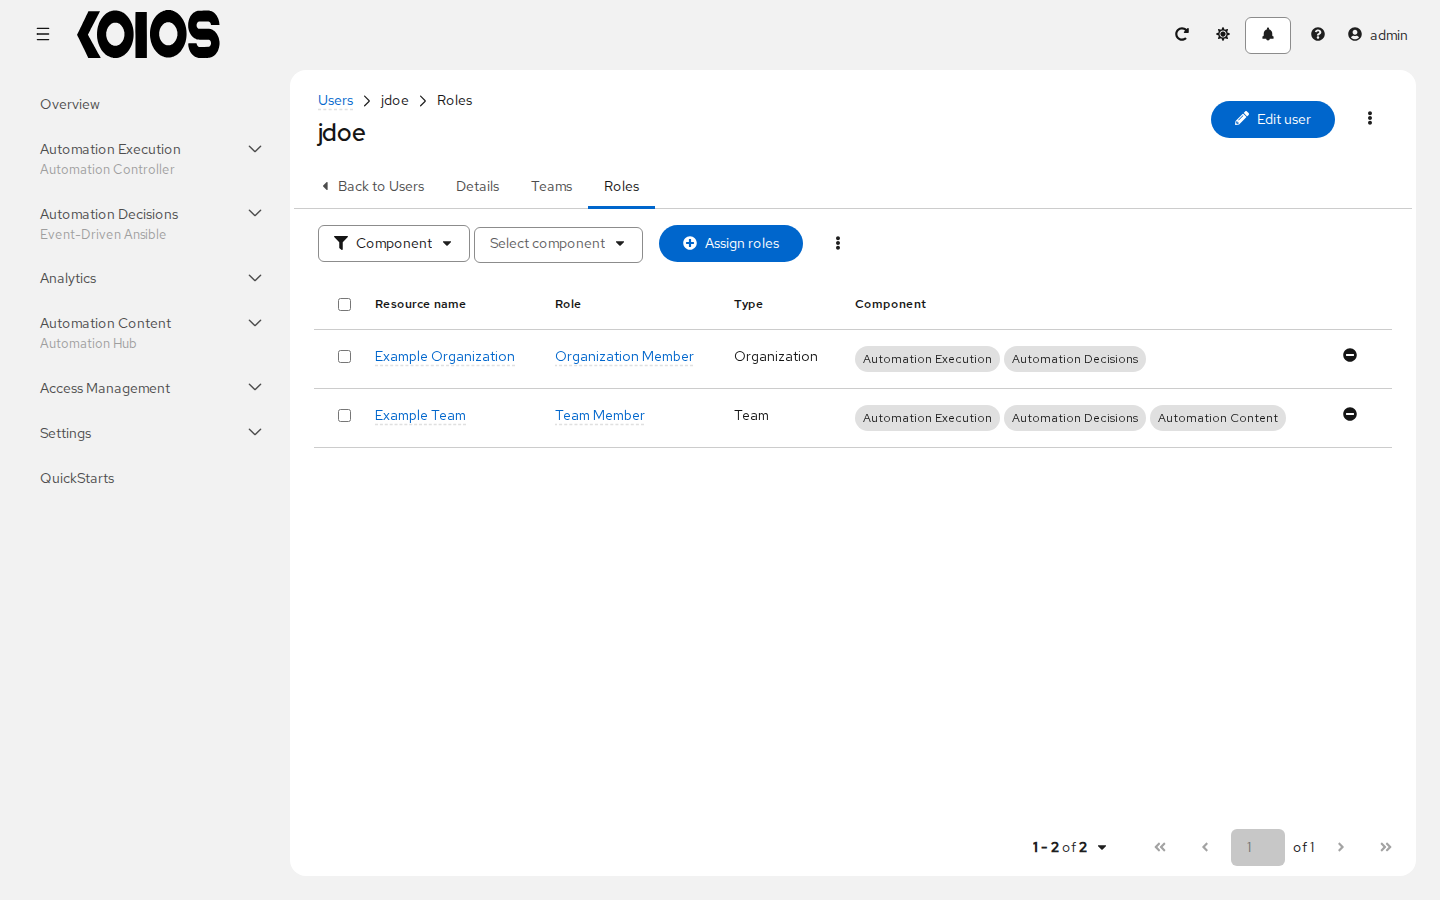 KOIOS
admin
Overview
Automation Execution
Automation Controller
Automation Decisions
Event-Driven Ansible
Analytics
Automation Content
Automation Hub
Access Management
Settings
QuickStarts
Users > jdoe > Roles
jdoe
Edit user
Back to Users Details Teams Roles
Component Select component Assign roles
Resource name Role Type Component
Example Organization Organization Member Organization Automation Execution Automation Decisions
Example Team Team Member Team Automation Execution Automation Decisions Automation Content
1 - 2 of 2 1 of 1